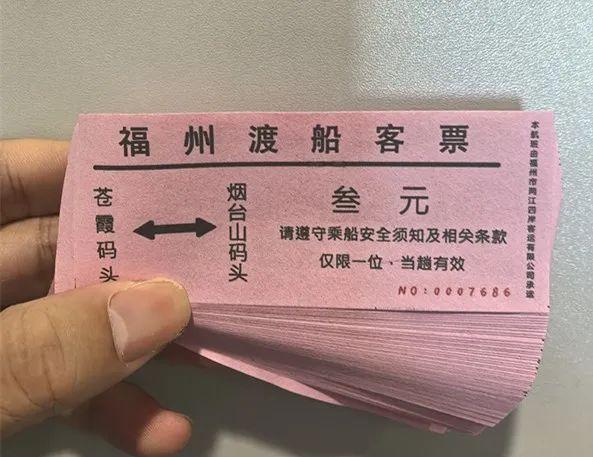 福州渡船客票
苍霞码头
烟台山码头
叁元
请遵守乘船安全须知及相关条款
仅限一位、当趟有效
NO:0007686
本航班由福州市两江四岸客运有限公司承运